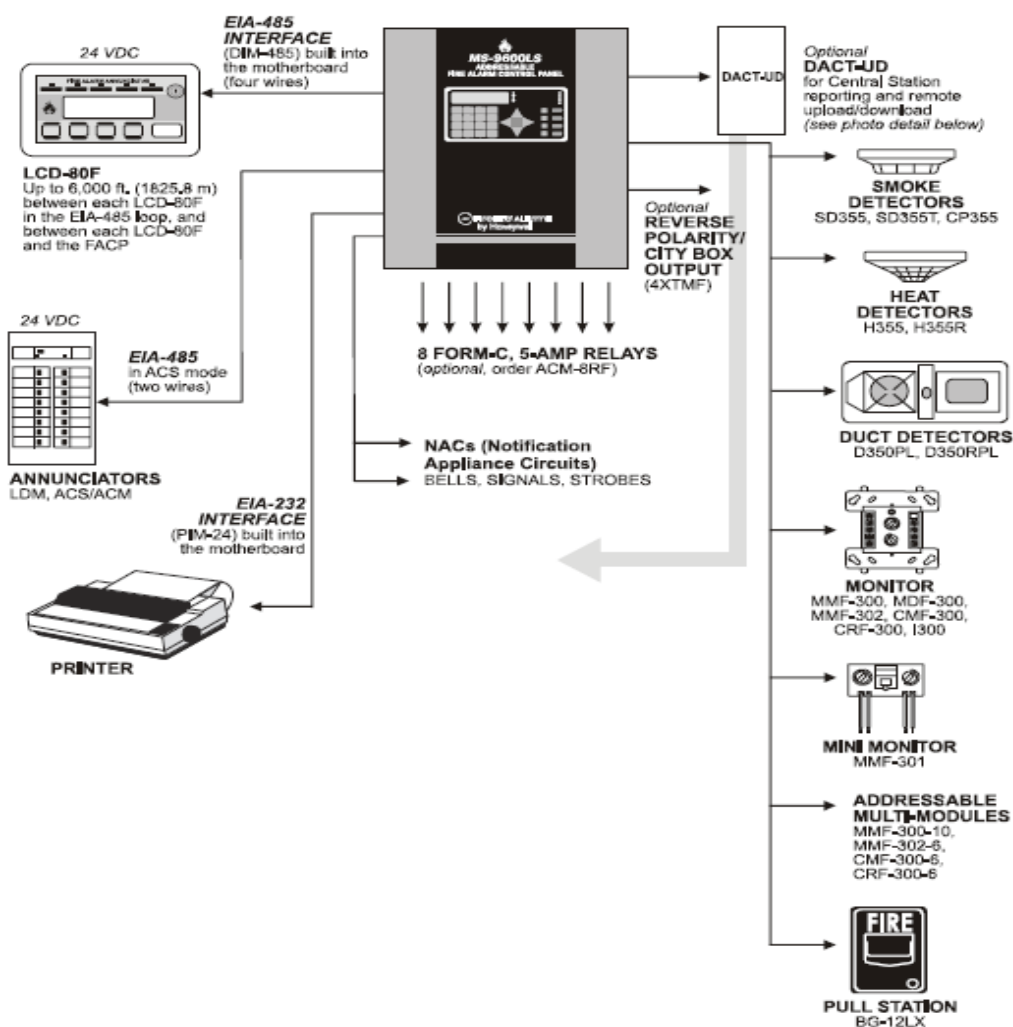 EIA-485
INTERFACE
(DIM-485) built into
the motherboard
(four wires)
24 VDC
FIRE ALARM ANNUNCIATOR
LCD-80F
Up to 6,000 ft. (1825.8 m)
between each LCD-80F
in the EIA-485 loop, and
between each LCD-80F
and the FACP
MS-9600LS
ADDRESSABLE
FIRE ALARM CONTROL PANEL
by Honeywell
DACT-UD
Optional
DACT-UD
for Central Station
reporting and remote
upload/download
(see photo detail below)
SMOKE
DETECTORS
SD355, SD355T, CP355
Optional
REVERSE
POLARITY/
CITY BOX
OUTPUT
(4XTMF)
HEAT
DETECTORS
H355, H355R
24 VDC
EIA-485
in ACS mode
(two wires)
ANNUNCIATORS
LDM, ACS/ACM
8 FORM-C, 5-AMP RELAYS
(optional, order ACM-8RF)
NACs (Notification
Appliance Circuits)
BELLS, SIGNALS, STROBES
DUCT DETECTORS
D350PL, D350RPL
EIA-232
INTERFACE
(PIM-24) built into
the motherboard
PRINTER
MONITOR
MMF-300, MDF-300,
MMF-302, CMF-300,
CRF-300, I300
MINI MONITOR
MMF-301
ADDRESSABLE
MULTI-MODULES
MMF-300-10,
MMF-302-6,
CMF-300-6,
CRF-300-6
FIRE
PULL STATION
BG-12LX